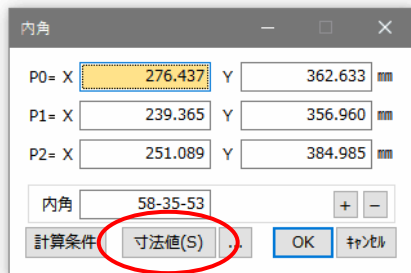 内角
P0= X 276.437 Y 362.633 mm
P1= X 239.365 Y 356.960 mm
P2= X 251.089 Y 384.985 mm
内角 58-35-53 + −
計算条件 寸法値(S) ... OK ｷｬﾝｾﾙ